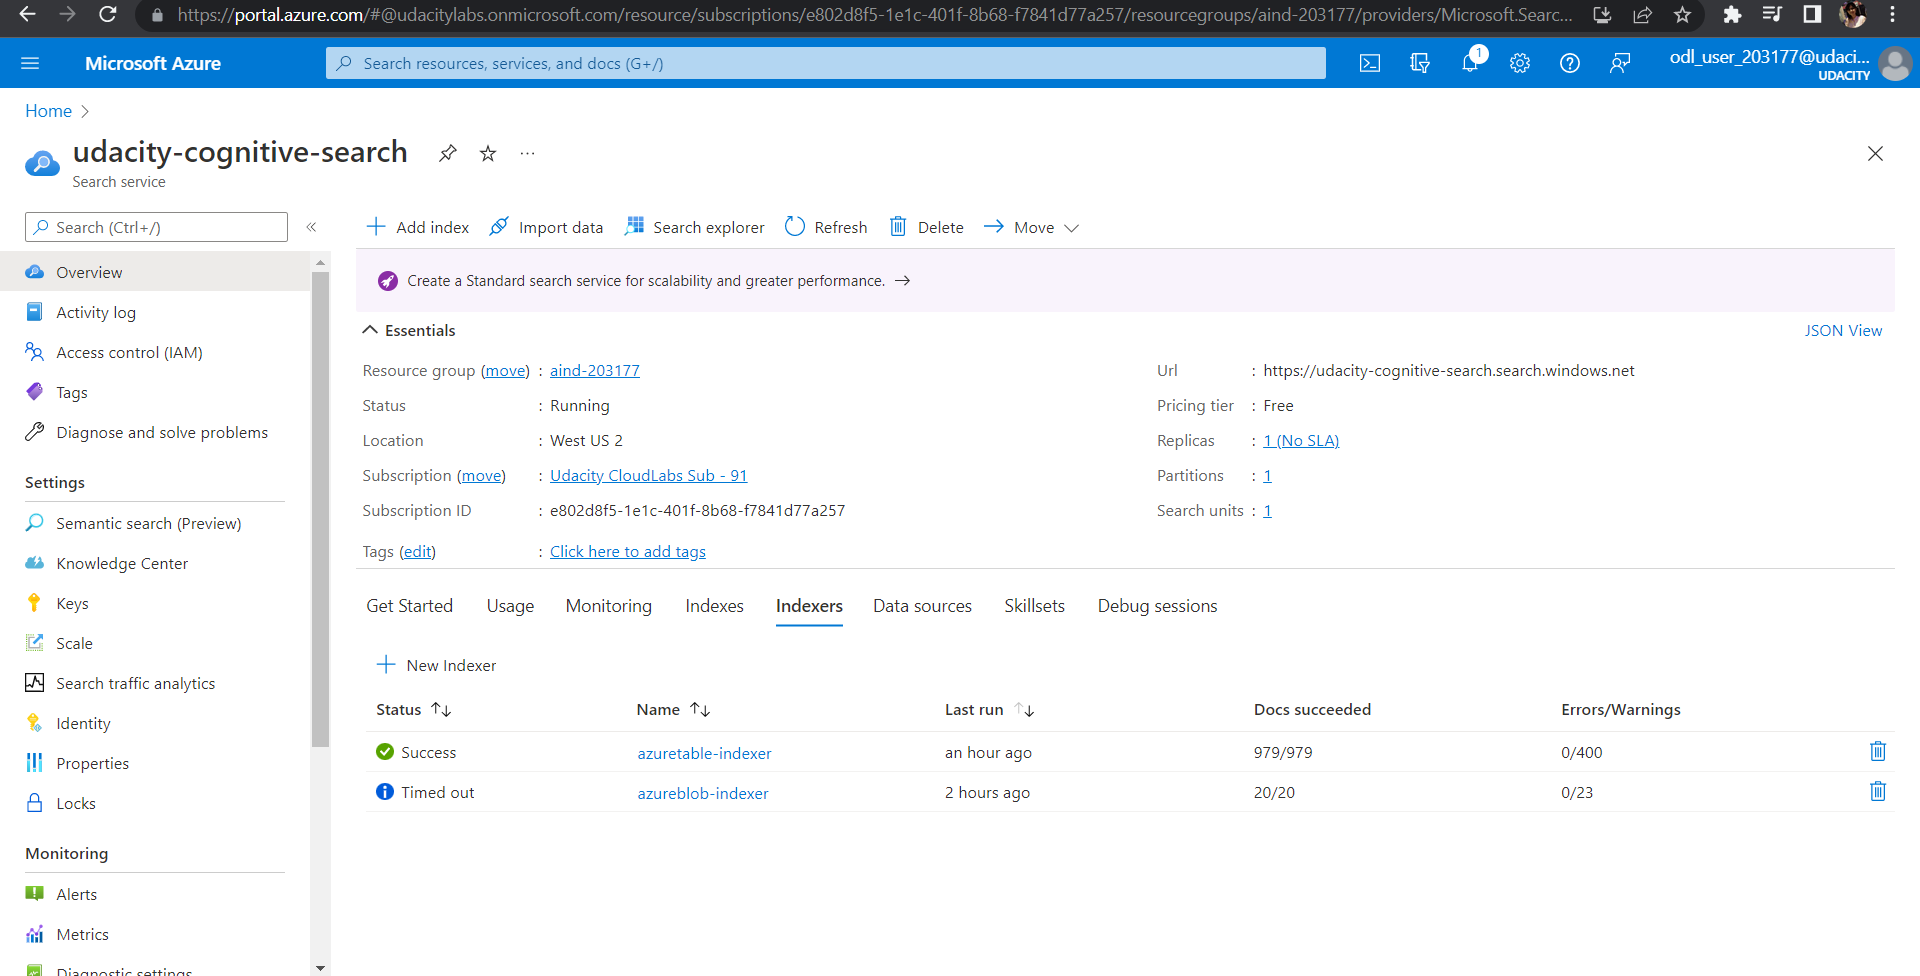 https://portal.azure.com/#@udacitylabs.onmicrosoft.com/resource/subscriptions/e802d8f5-1e1c-401f-8b68-f7841d77a257/resourcegroups/aind-203177/providers/Microsoft.Searc...
Microsoft Azure
Search resources, services, and docs (G+/)
1
odl_user_203177@udaci...
UDACITY
Home
udacity-cognitive-search
Search service
Search (Ctrl+/)
Overview
Activity log
Access control (IAM)
Tags
Diagnose and solve problems
Settings
Semantic search (Preview)
Knowledge Center
Keys
Scale
Search traffic analytics
Identity
Properties
Locks
Monitoring
Alerts
Metrics
Diagnostic settings
Add index Import data Search explorer Refresh Delete Move
Create a Standard search service for scalability and greater performance.
Essentials
JSON View
Resource group (move) : aind-203177
Status : Running
Location : West US 2
Subscription (move) : Udacity CloudLabs Sub - 91
Subscription ID : e802d8f5-1e1c-401f-8b68-f7841d77a257
Tags (edit) : Click here to add tags
Url : https://udacity-cognitive-search.search.windows.net
Pricing tier : Free
Replicas : 1 (No SLA)
Partitions : 1
Search units : 1
Get Started Usage Monitoring Indexes Indexers Data sources Skillsets Debug sessions
New Indexer
Status Name Last run Docs succeeded Errors/Warnings
Success azuretable-indexer an hour ago 979/979 0/400
Timed out azureblob-indexer 2 hours ago 20/20 0/23